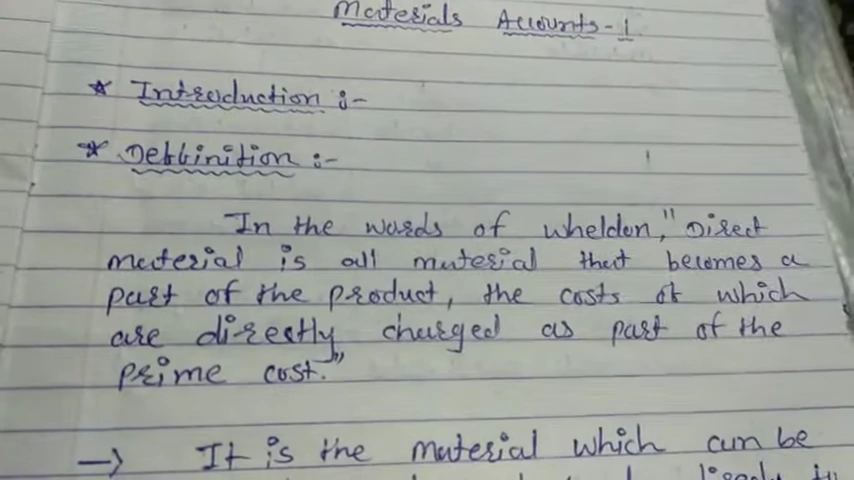 Materials Accounts-1
* Introduction :-
* Definition :-
In the words of wheldon, "Direct
material is all material that becomes a
part of the product, the costs of which
are directly charged as part of the
prime cost."
→ It is the material which can be